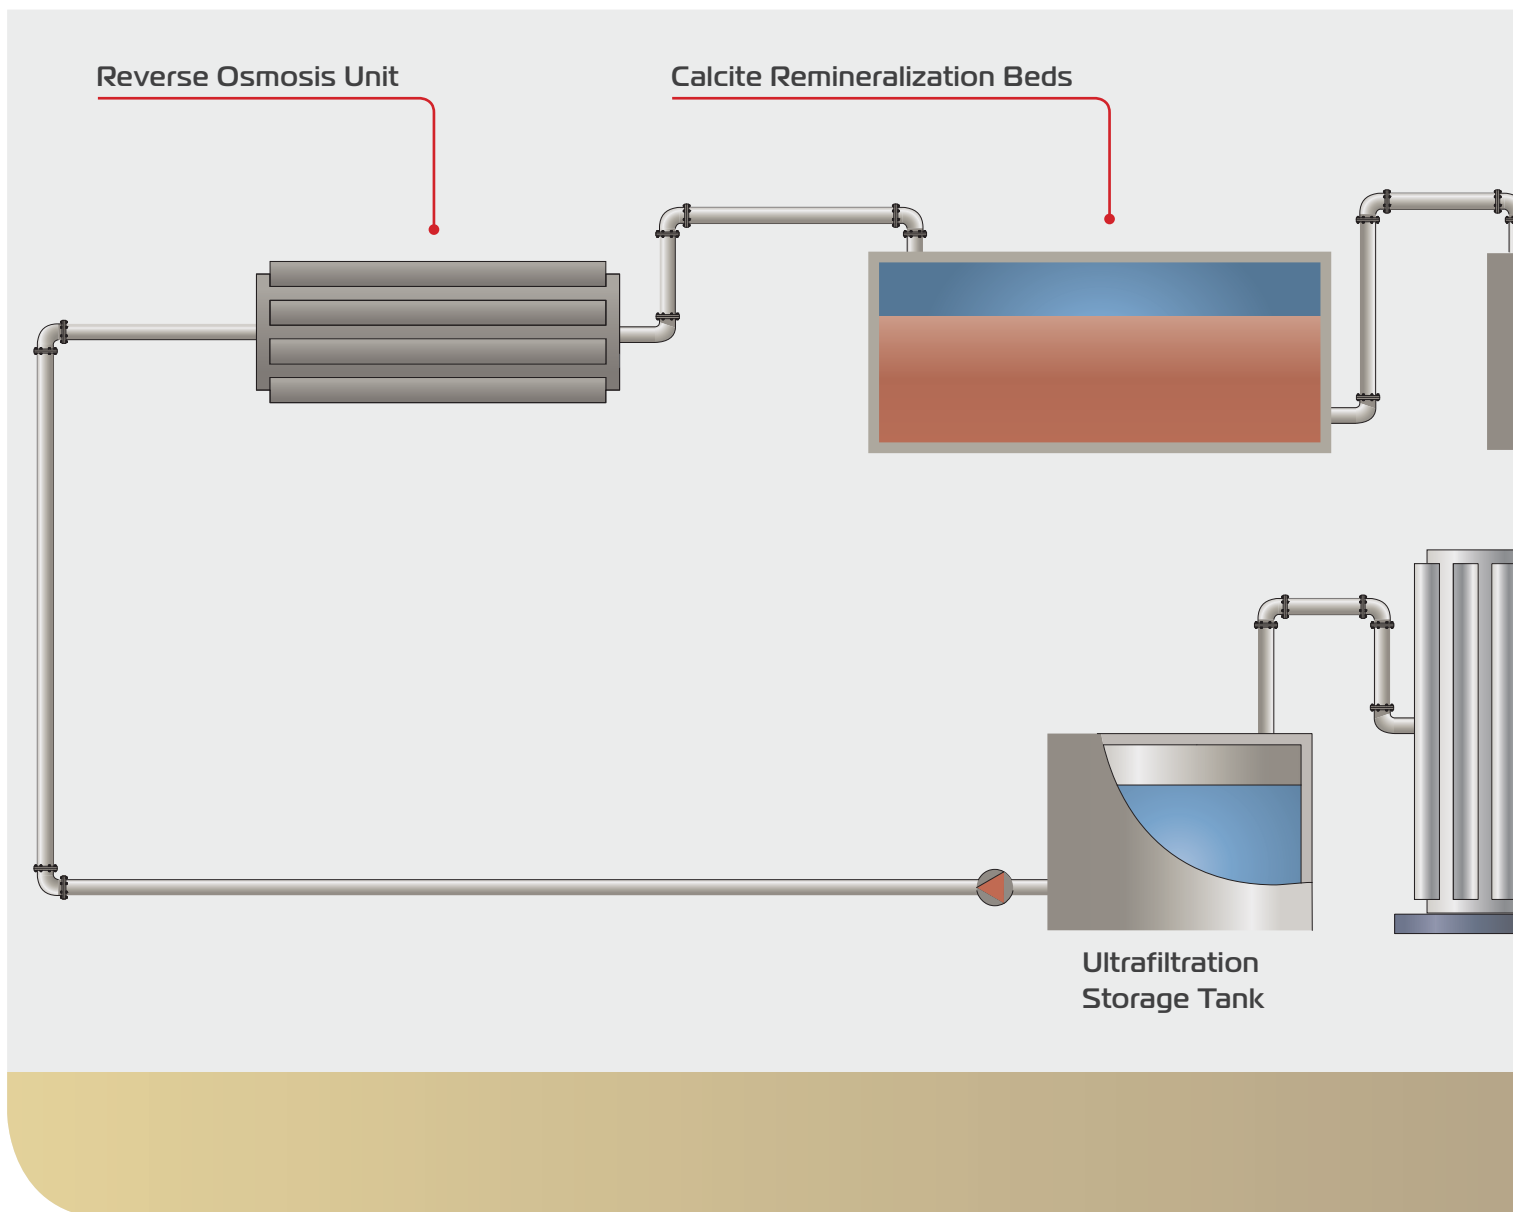 Reverse Osmosis Unit
Calcite Remineralization Beds
Ultrafiltration
Storage Tank